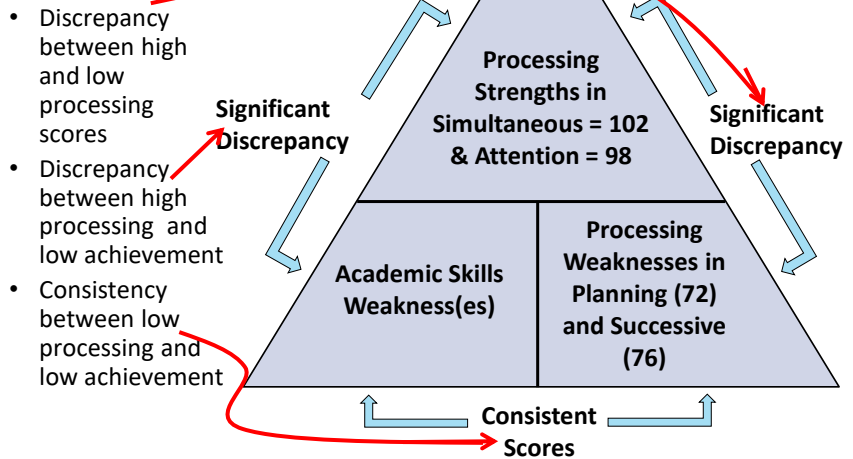 • Discrepancy
between high
and low
processing
scores
• Discrepancy
between high
processing and
low achievement
• Consistency
between low
processing and
low achievement
Significant
Discrepancy
Processing
Strengths in
Simultaneous = 102
& Attention = 98
Significant
Discrepancy
Academic Skills
Weakness(es)
Processing
Weaknesses in
Planning (72)
and Successive
(76)
Consistent
Scores